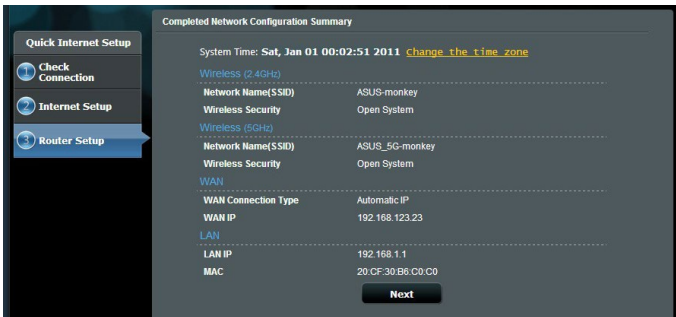 Completed Network Configuration Summary
Quick Internet Setup
1 Check
Connection
2 Internet Setup
3 Router Setup
System Time: Sat, Jan 01 00:02:51 2011 Change the time zone
Wireless (2.4GHz)
Network Name(SSID) ASUS-monkey
Wireless Security Open System
Wireless (5GHz)
Network Name(SSID) ASUS_5G-monkey
Wireless Security Open System
WAN
WAN Connection Type Automatic IP
WAN IP 192.168.123.23
LAN
LAN IP 192.168.1.1
MAC 20:CF:30:B6:C0:C0
Next